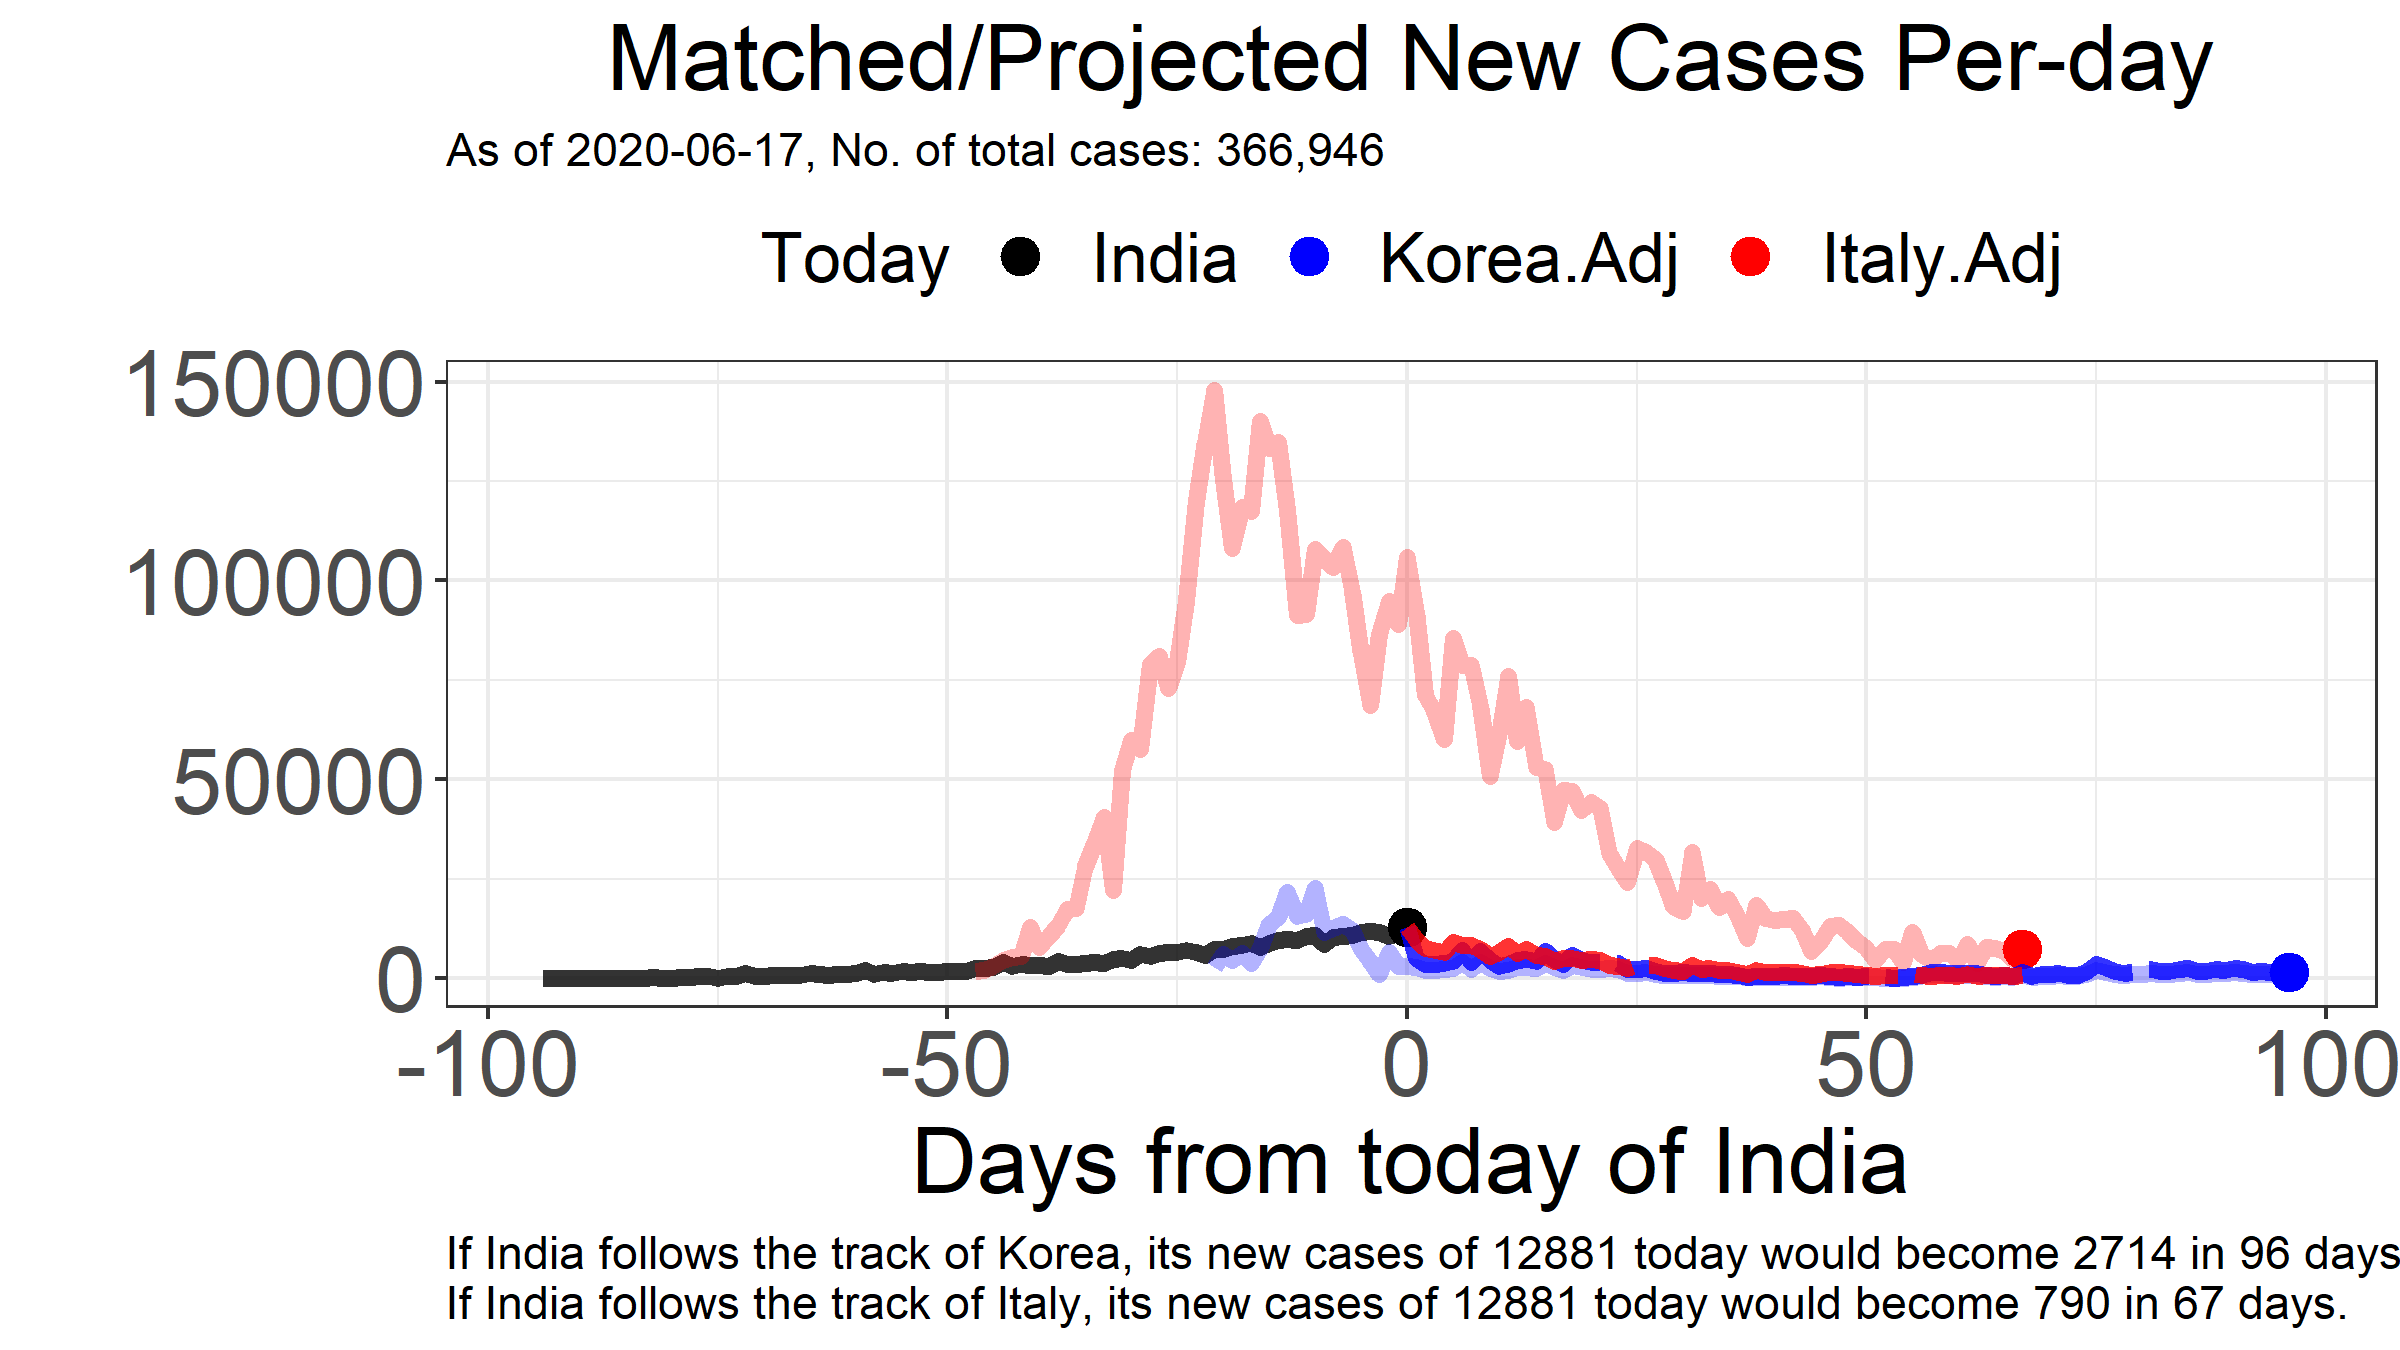 Matched/Projected New Cases Per-day
As of 2020-06-17, No. of total cases: 366,946
Today India Korea.Adj Italy.Adj
150000
100000
50000
0
-100 -50 0 50 100
Days from today of India
If India follows the track of Korea, its new cases of 12881 today would become 2714 in 96 days
If India follows the track of Italy, its new cases of 12881 today would become 790 in 67 days.